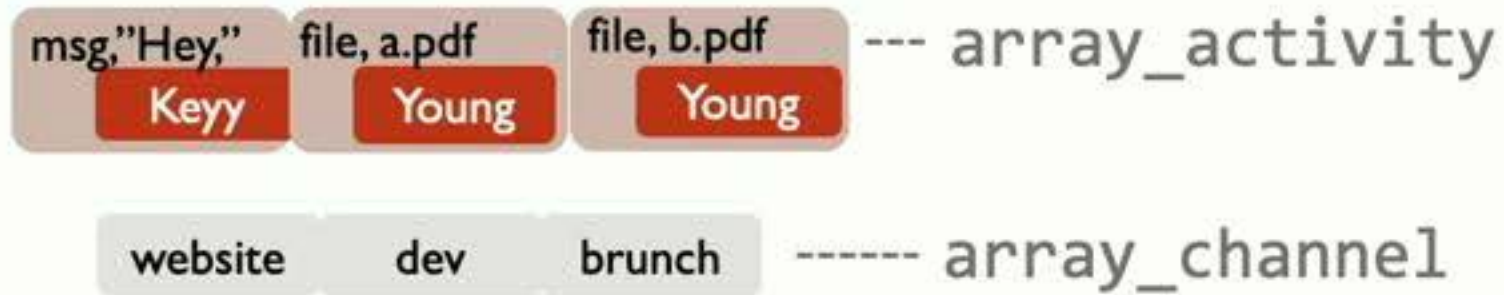 msg,”Hey,” file, a.pdf file, b.pdf --- array_activity
Keyy Young Young
website dev brunch ------ array_channel